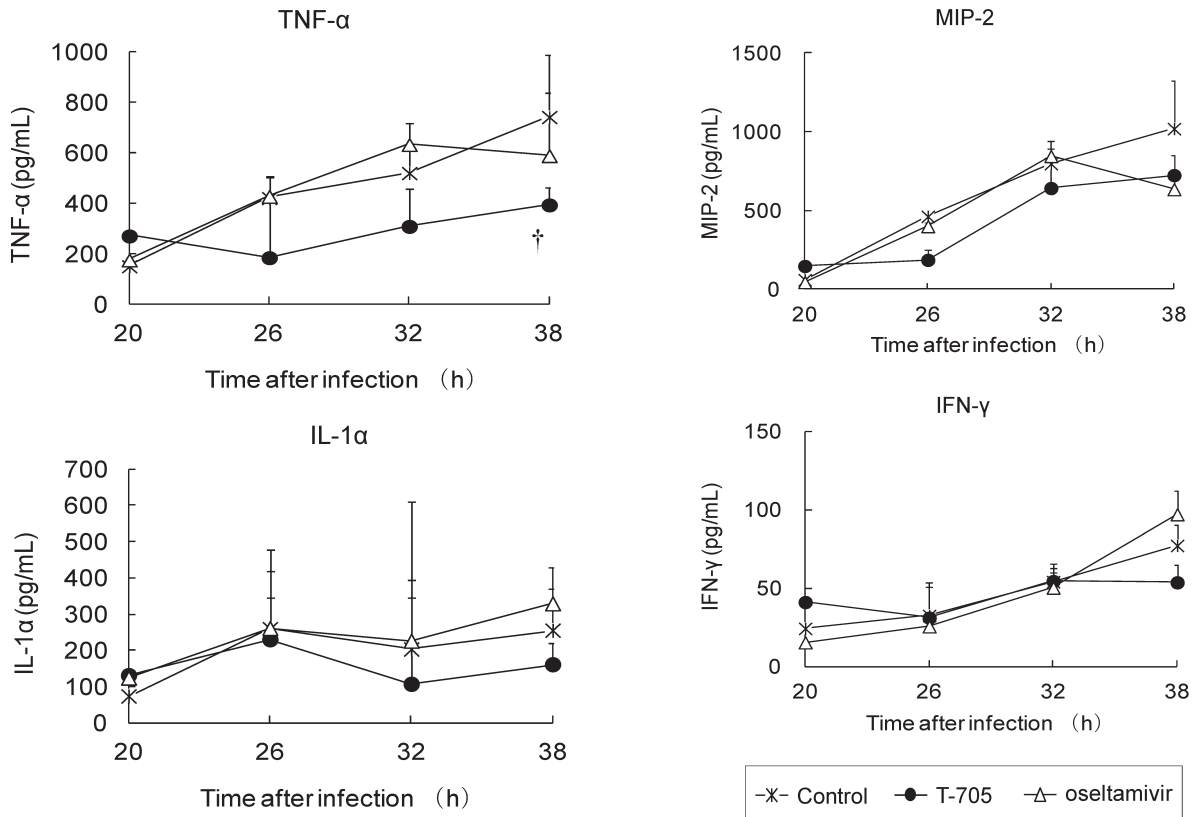 TNF-α
TNF-α (pg/mL)
1000
800
600
400
200
0
†
20 26 32 38
Time after infection （h）
MIP-2
MIP-2 (pg/mL)
1500
1000
500
0
20 26 32 38
Time after infection （h）
IL-1α
IL-1α (pg/mL)
700
600
500
400
300
200
100
0
20 26 32 38
Time after infection （h）
IFN-γ
IFN-γ (pg/mL)
150
100
50
0
20 26 32 38
Time after infection （h）
Control T-705 oseltamivir